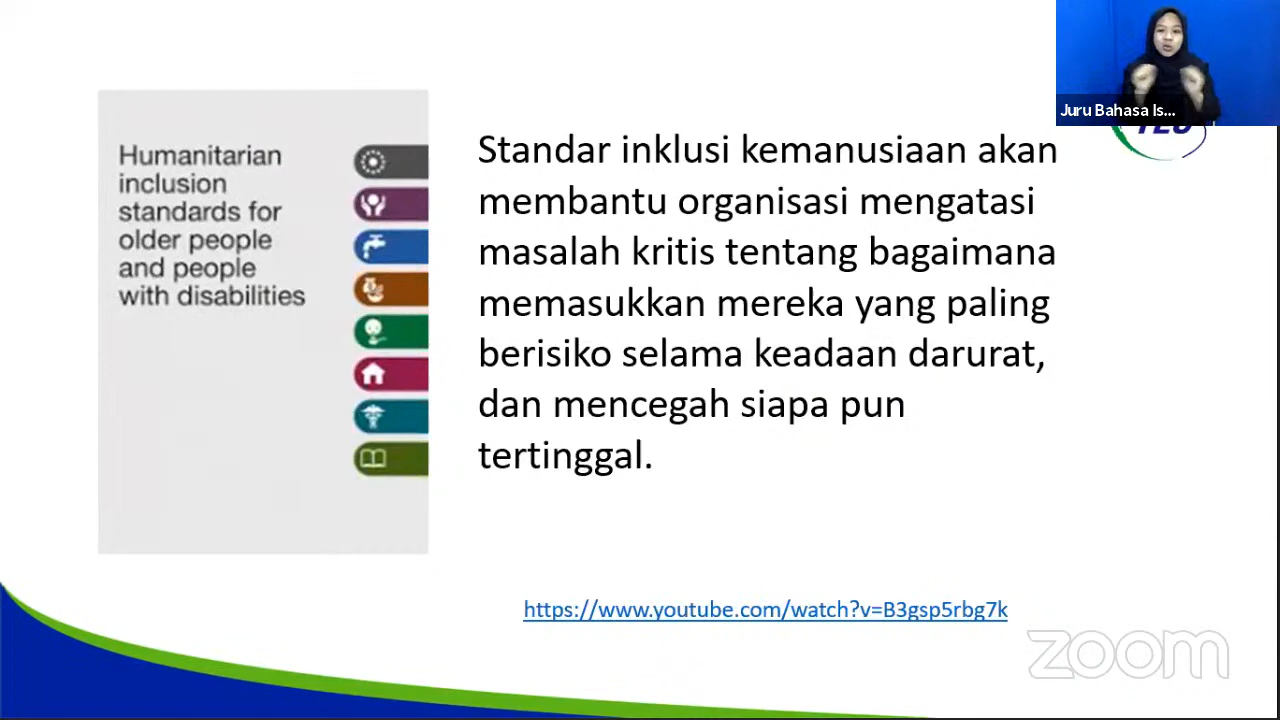 Juru Bahasa Is...
Humanitarian
inclusion
standards for
older people
and people
with disabilities
Standar inklusi kemanusiaan akan
membantu organisasi mengatasi
masalah kritis tentang bagaimana
memasukkan mereka yang paling
berisiko selama keadaan darurat,
dan mencegah siapa pun
tertinggal.
https://www.youtube.com/watch?v=B3gsp5rbg7k
zoom